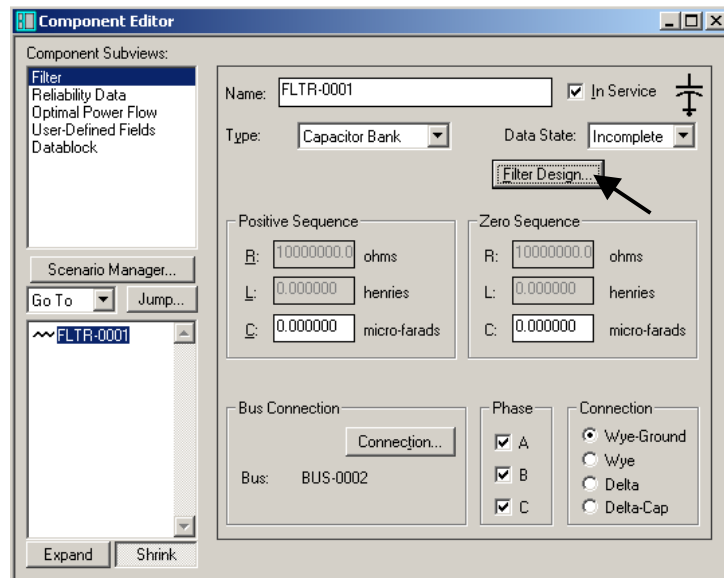 Component Editor
Component Subviews:
Filter
Reliability Data
Optimal Power Flow
User-Defined Fields
Datablock
Scenario Manager...
Go To
Jump...
FLTR-0001
Expand
Shrink
Name: FLTR-0001
In Service
Type: Capacitor Bank
Data State: Incomplete
Filter Design...
Positive Sequence
R: 10000000.0 ohms
L: 0.000000 henries
C: 0.000000 micro-farads
Zero Sequence
R: 10000000.0 ohms
L: 0.000000 henries
C: 0.000000 micro-farads
Bus Connection
Connection...
Bus: BUS-0002
Phase
A
B
C
Connection
Wye-Ground
Wye
Delta
Delta-Cap